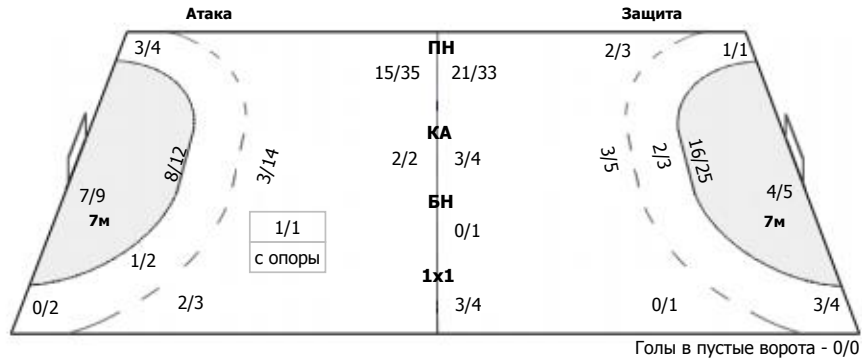 Атака
Защита
3/4
ПН
2/3
1/1
15/35
21/33
КА
8/12
3/14
2/2
3/4
3/5
2/3
16/25
7/9
7м
БН
4/5
7м
1/1
0/1
с опоры
1/2
1x1
0/2
2/3
3/4
0/1
3/4
Голы в пустые ворота - 0/0